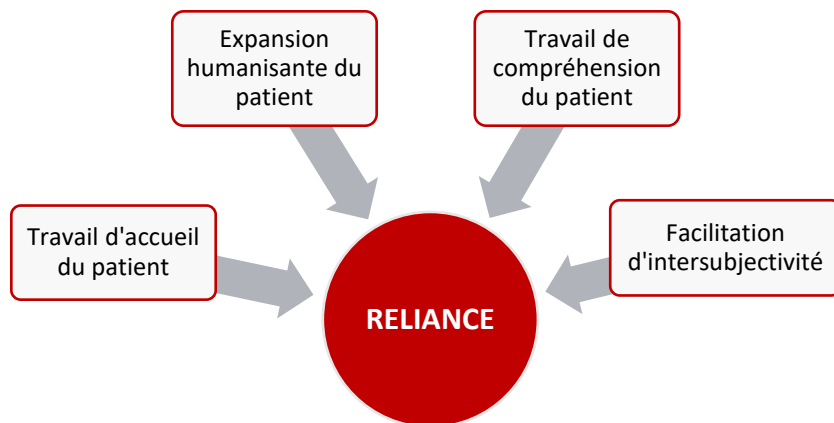 Expansion
humanisante du
patient
Travail de
compréhension
du patient
Travail d'accueil
du patient
Facilitation
d'intersubjectivité
RELIANCE